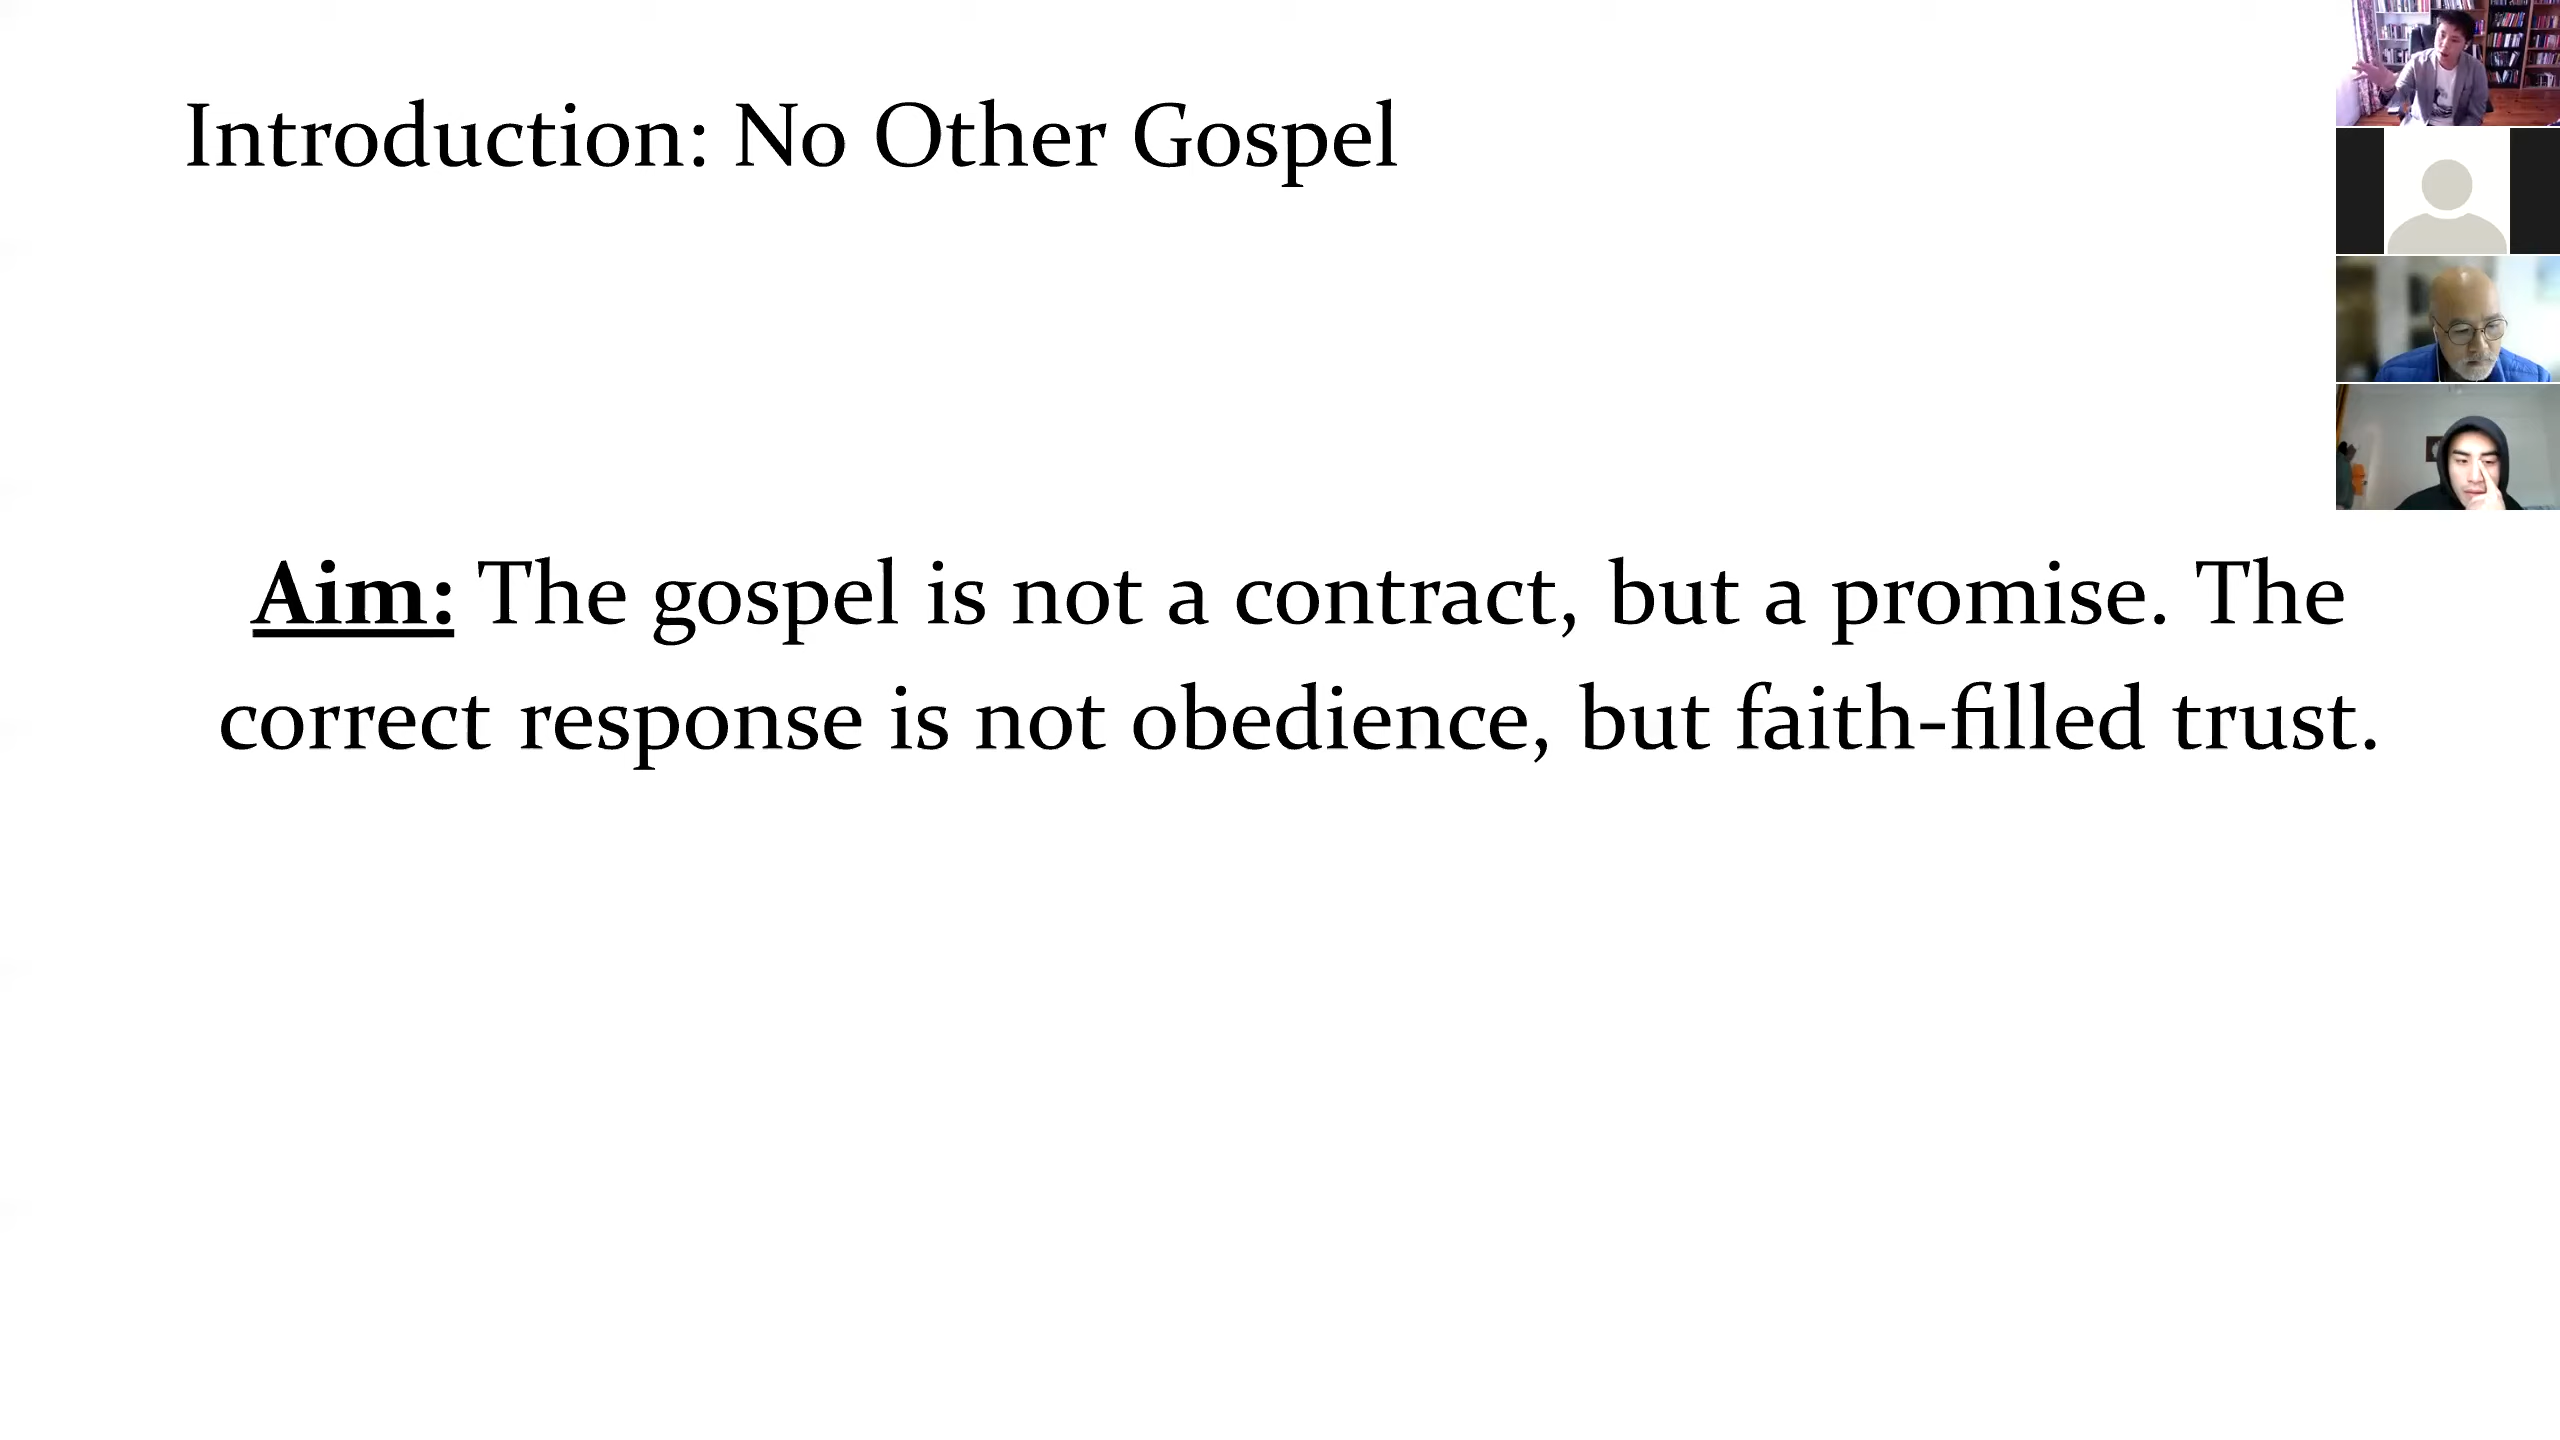 Introduction: No Other Gospel
Aim: The gospel is not a contract, but a promise. The
correct response is not obedience, but faith-filled trust.